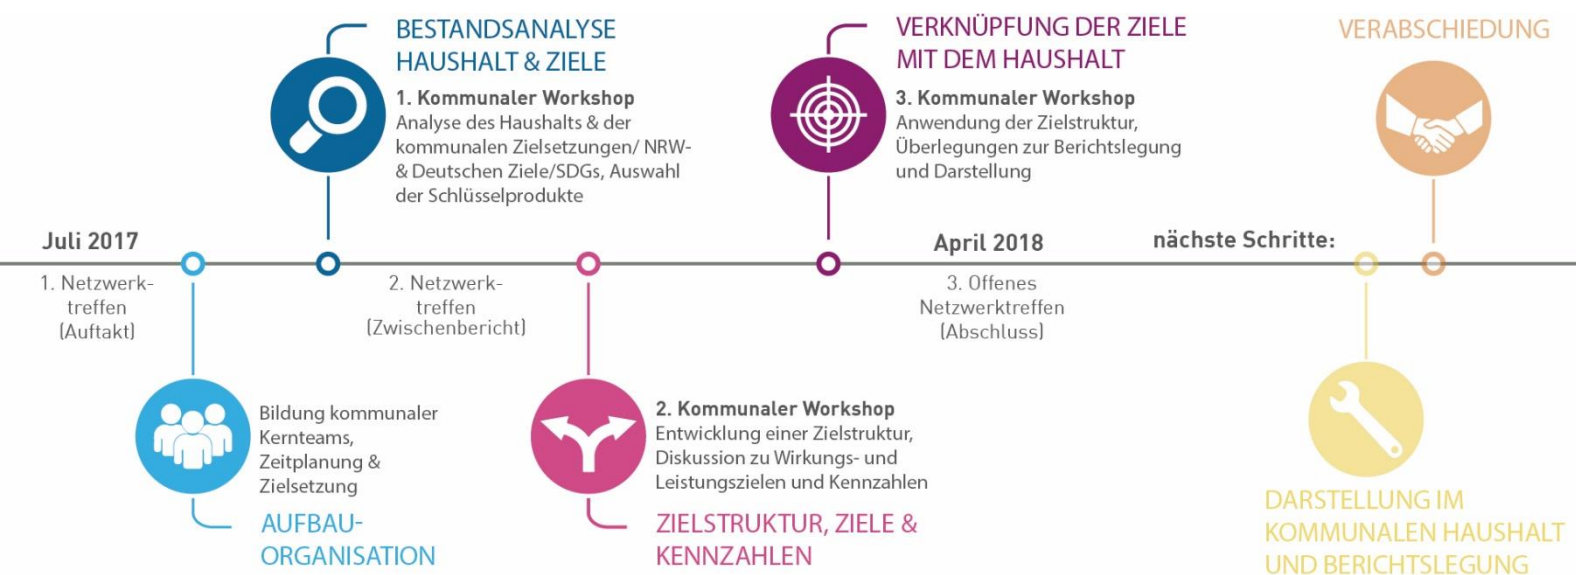 BESTANDSANALYSE
HAUSHALT & ZIELE
1. Kommunaler Workshop
Analyse des Haushalts & der
kommunalen Zielsetzungen/ NRW-
& Deutschen Ziele/SDGs, Auswahl
der Schlüsselprodukte
VERKNÜPFUNG DER ZIELE
MIT DEM HAUSHALT
3. Kommunaler Workshop
Anwendung der Zielstruktur,
Überlegungen zur Berichtslegung
und Darstellung
VERABSCHIEDUNG
Juli 2017
April 2018
nächste Schritte:
1. Netzwerk-
treffen
(Auftakt)
2. Netzwerk-
treffen
(Zwischenbericht)
3. Offenes
Netzwerktreffen
(Abschluss)
Bildung kommunaler
Kernteams,
Zeitplanung &
Zielsetzung
AUFBAU-
ORGANISATION
2. Kommunaler Workshop
Entwicklung einer Zielstruktur,
Diskussion zu Wirkungs- und
Leistungszielen und Kennzahlen
ZIELSTRUKTUR, ZIELE &
KENNZAHLEN
DARSTELLUNG IM
KOMMUNALEN HAUSHALT
UND BERICHTSLEGUNG